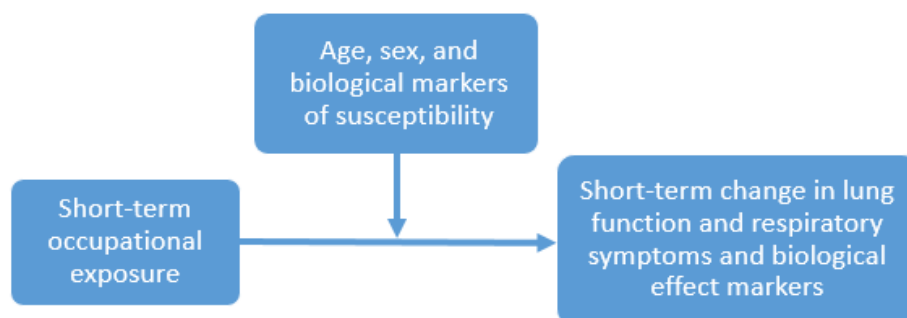 Age, sex, and
biological markers
of susceptibility
Short-term
occupational
exposure
Short-term change in lung
function and respiratory
symptoms and biological
effect markers